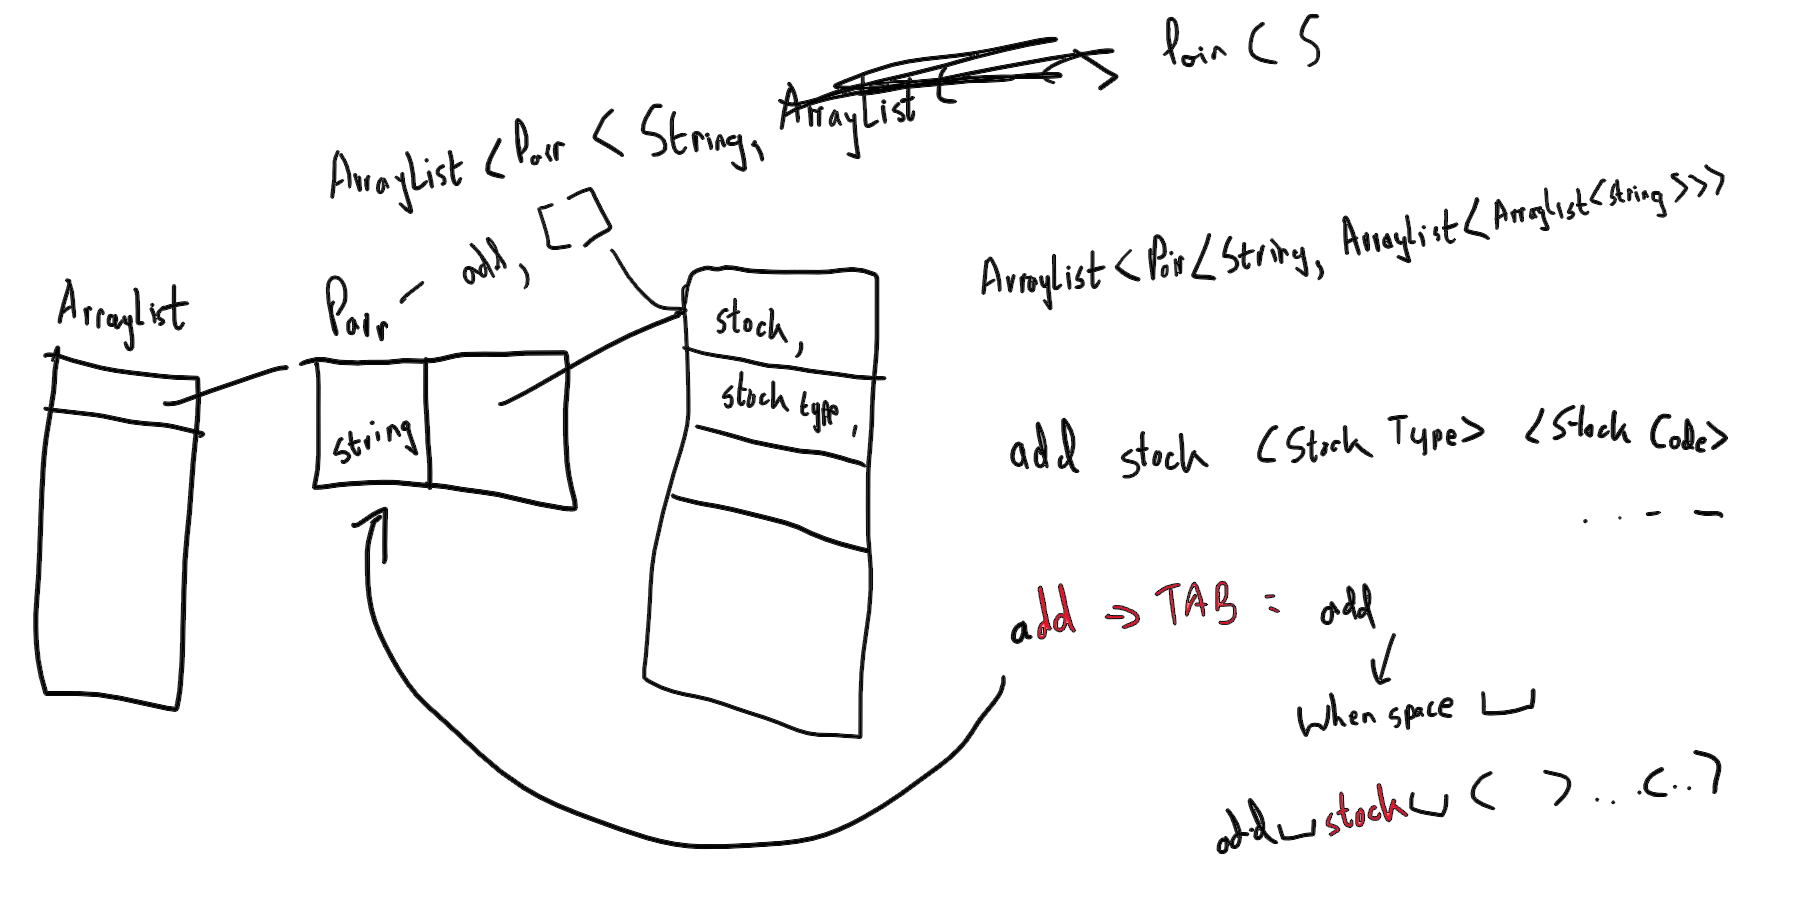 Pair < S
ArrayList < Pair < String, ArrayList <
ArrayList < Pair < String, ArrayList < ArrayList <String>>>>
Pair - add,
ArrayList
string
stock,
stock type,
add stock <Stock Type> <Stock Code>
. . - -
add -> TAB = add
When space
add stock < > .. .<..>